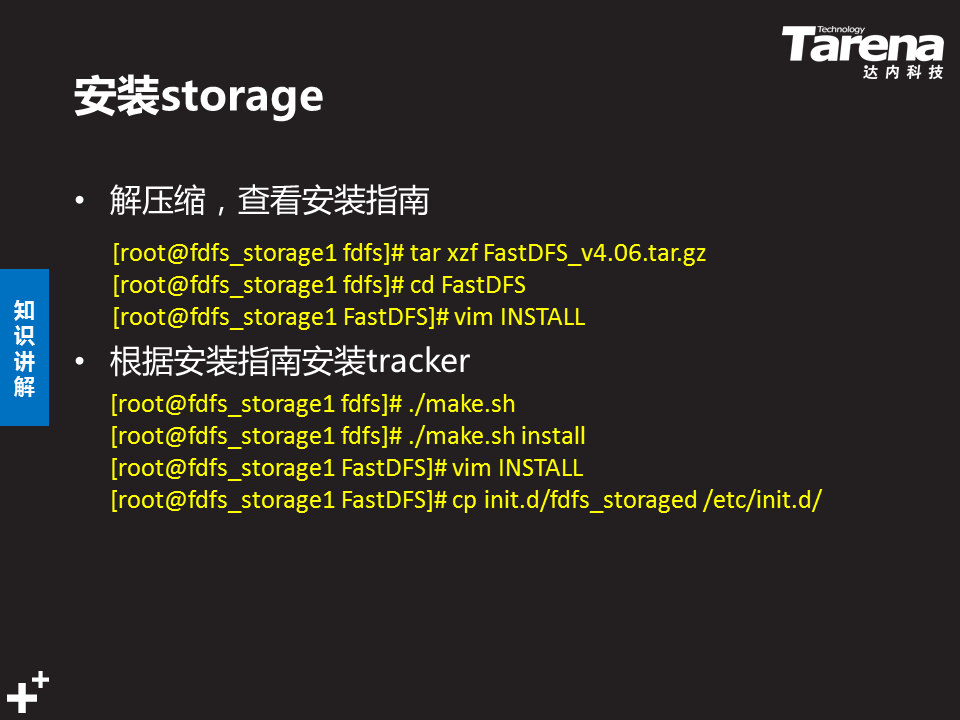 Technology
Tarena
达内科技
安装storage
• 解压缩，查看安装指南
[root@fdfs_storage1 fdfs]# tar xzf FastDFS_v4.06.tar.gz
[root@fdfs_storage1 fdfs]# cd FastDFS
[root@fdfs_storage1 FastDFS]# vim INSTALL
• 根据安装指南安装tracker
[root@fdfs_storage1 fdfs]# ./make.sh
[root@fdfs_storage1 fdfs]# ./make.sh install
[root@fdfs_storage1 FastDFS]# vim INSTALL
[root@fdfs_storage1 FastDFS]# cp init.d/fdfs_storaged /etc/init.d/
知识讲解